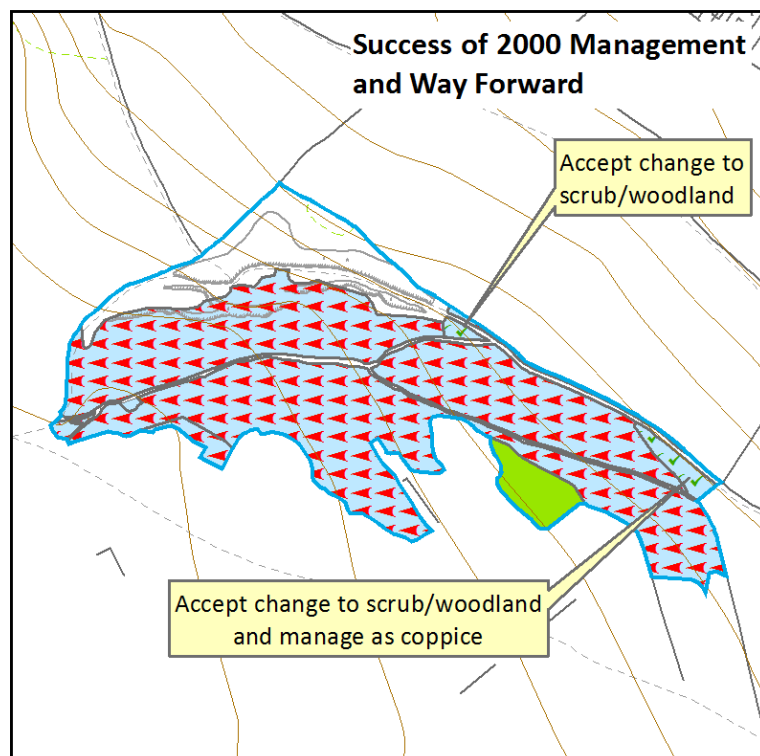 Success of 2000 Management
and Way Forward
Accept change to
scrub/woodland
Accept change to scrub/woodland
and manage as coppice